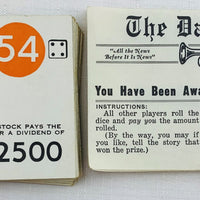 54
STOCK PAYS THE
R A DIVIDEND OF
2500
The Da
"All the News
Before It Is News"
You Have Been Awa
INSTRUCTIONS:
All other players roll the
dice and pay you the amount
rolled.
(By the way, you may if
you like, tell the story that
won the prize.)